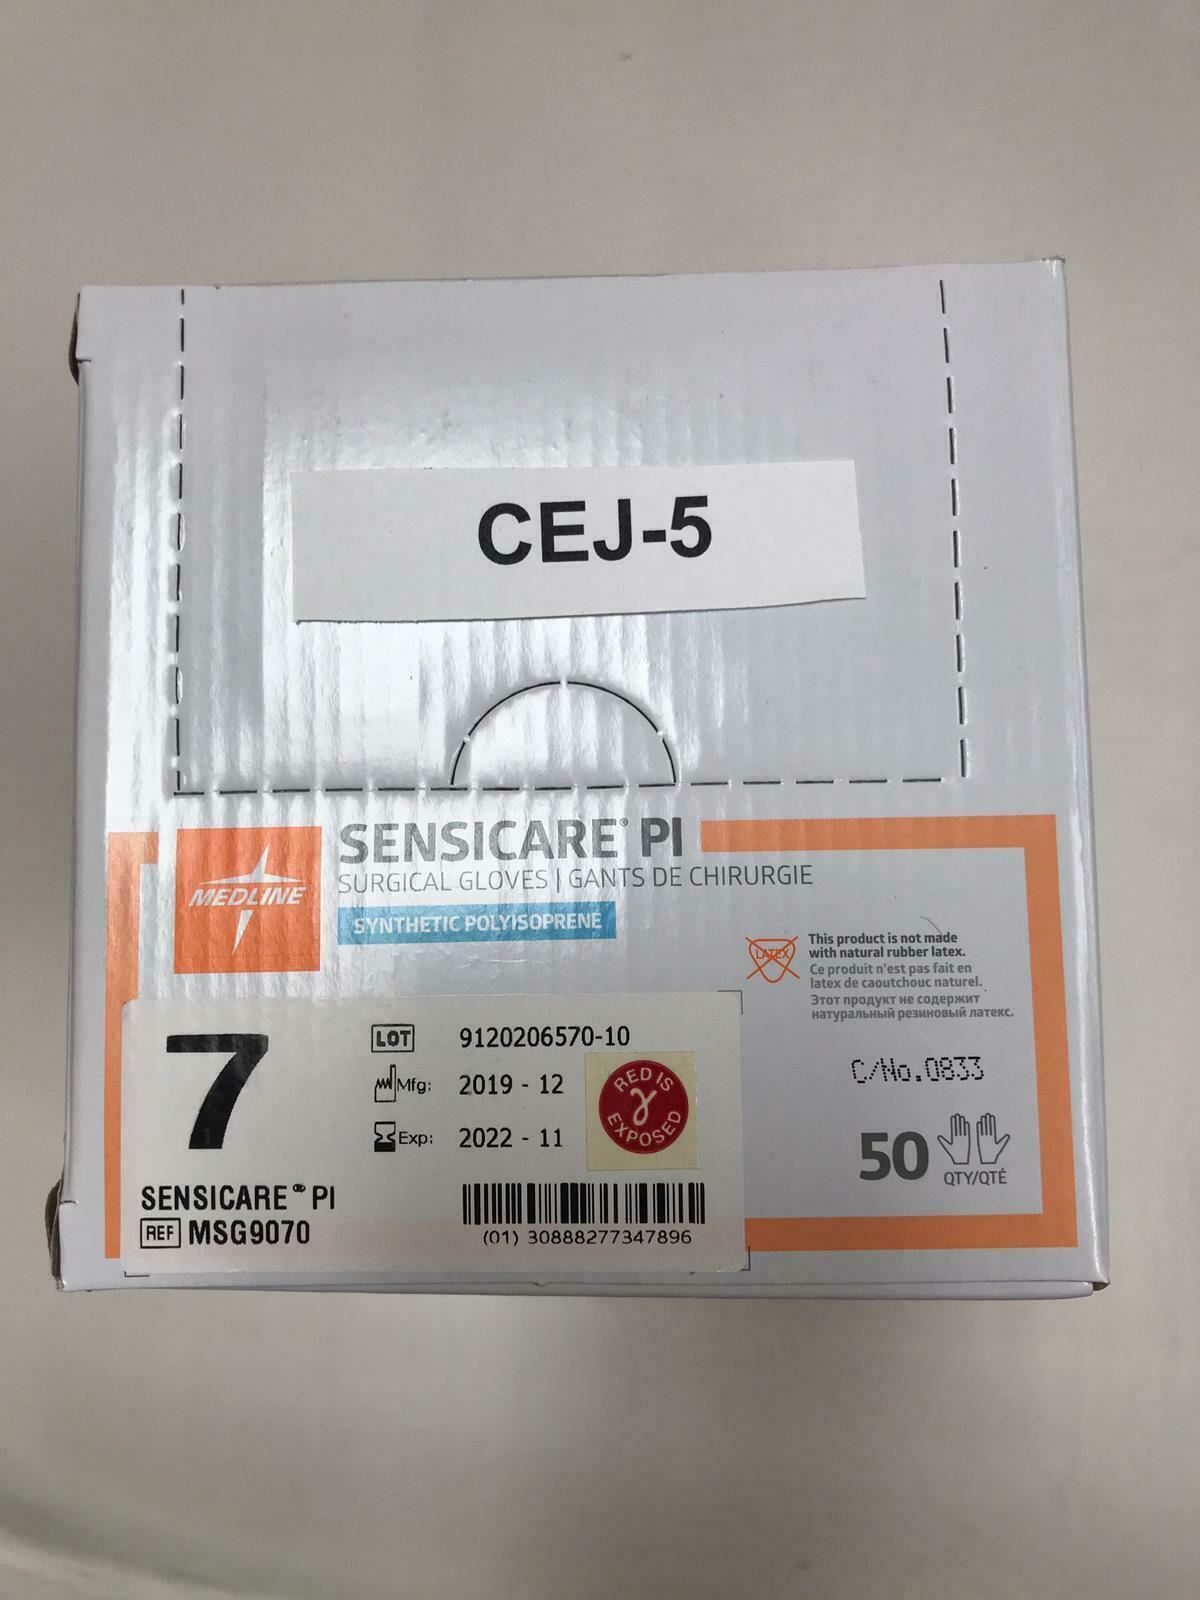 CEJ-5
MEDLINE
SENSICARE® PI
SURGICAL GLOVES | GANTS DE CHIRURGIE
SYNTHETIC POLYISOPRENE
LATEX
This product is not made
with natural rubber latex.
Ce produit n'est pas fait en
latex de caoutchouc naturel.
Этот продукт не содержит
натуральный резиновый латекс.
7
LOT 9120206570-10
Mfg: 2019 - 12
Exp: 2022 - 11
RED IS
γ
EXPOSED
C/No.0833
50
QTY/QTÉ
SENSICARE® PI
REF MSG9070
(01) 30888277347896